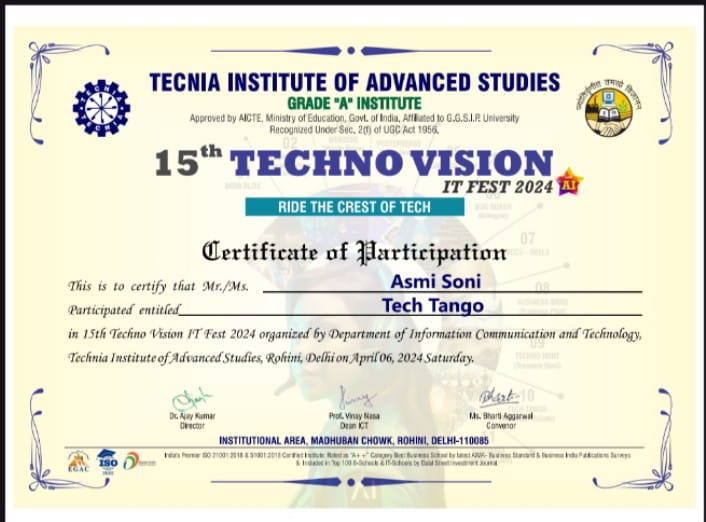 TECNIA INSTITUTE OF ADVANCED STUDIES
GRADE "A" INSTITUTE
Approved by AICTE, Ministry of Education, Govt. of India, Affiliated to G.G.S.I.P. University
Recognized Under Sec. 2(f) of UGC Act 1956.
15th TECHNO VISION
IT FEST 2024 AI
RIDE THE CREST OF TECH
Certificate of Participation
This is to certify that Mr./Ms. Asmi Soni
Participated entitled Tech Tango
in 15th Techno Vision IT Fest 2024 organized by Department of Information Communication and Technology,
Technia Institute of Advanced Studies, Rohini, Delhi on April 06, 2024 Saturday.
Dr. Ajay Kumar
Director
Prof. Vinay Nasa
Dean ICT
Ms. Bharti Aggarwal
Convenor
INSTITUTIONAL AREA, MADHUBAN CHOWK, ROHINI, DELHI-110085
EGAC
ISO
India's Premier ISO 21001:2018 & 51001:2018 Certified Institute. Rated as "A++" Category Best Business School by latest AIMA- Business Standard & Business India Publications Surveys
& Included in Top 100 B-Schools & IT-Schools by Dalal Street Investment Journal.